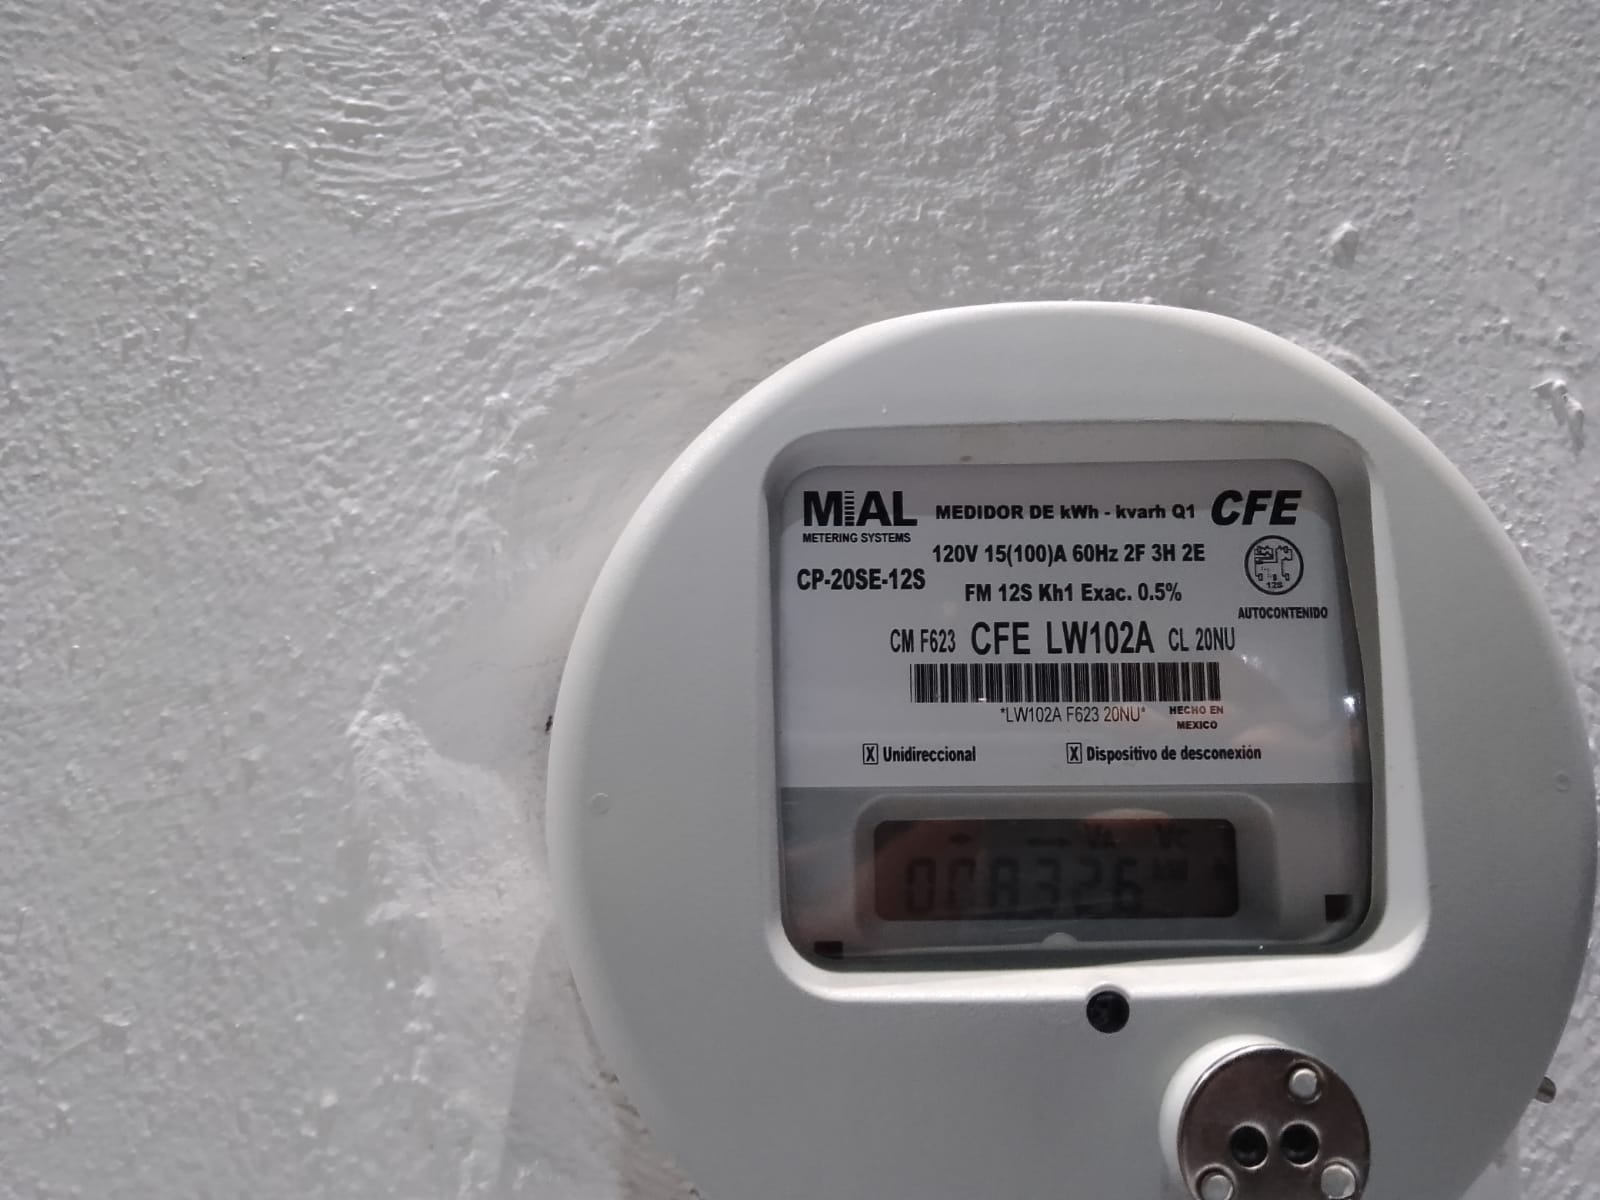 MIAL MEDIDOR DE kWh - kvarh Q1 CFE
METERING SYSTEMS
120V 15(100)A 60Hz 2F 3H 2E
CP-20SE-12S
FM 12S Kh1 Exac. 0.5%
12S
AUTOCONTENIDO
CM F623 CFE LW102A CL 20NU
*LW102A F623 20NU*
HECHO EN
MEXICO
X Unidireccional X Dispositivo de desconexión